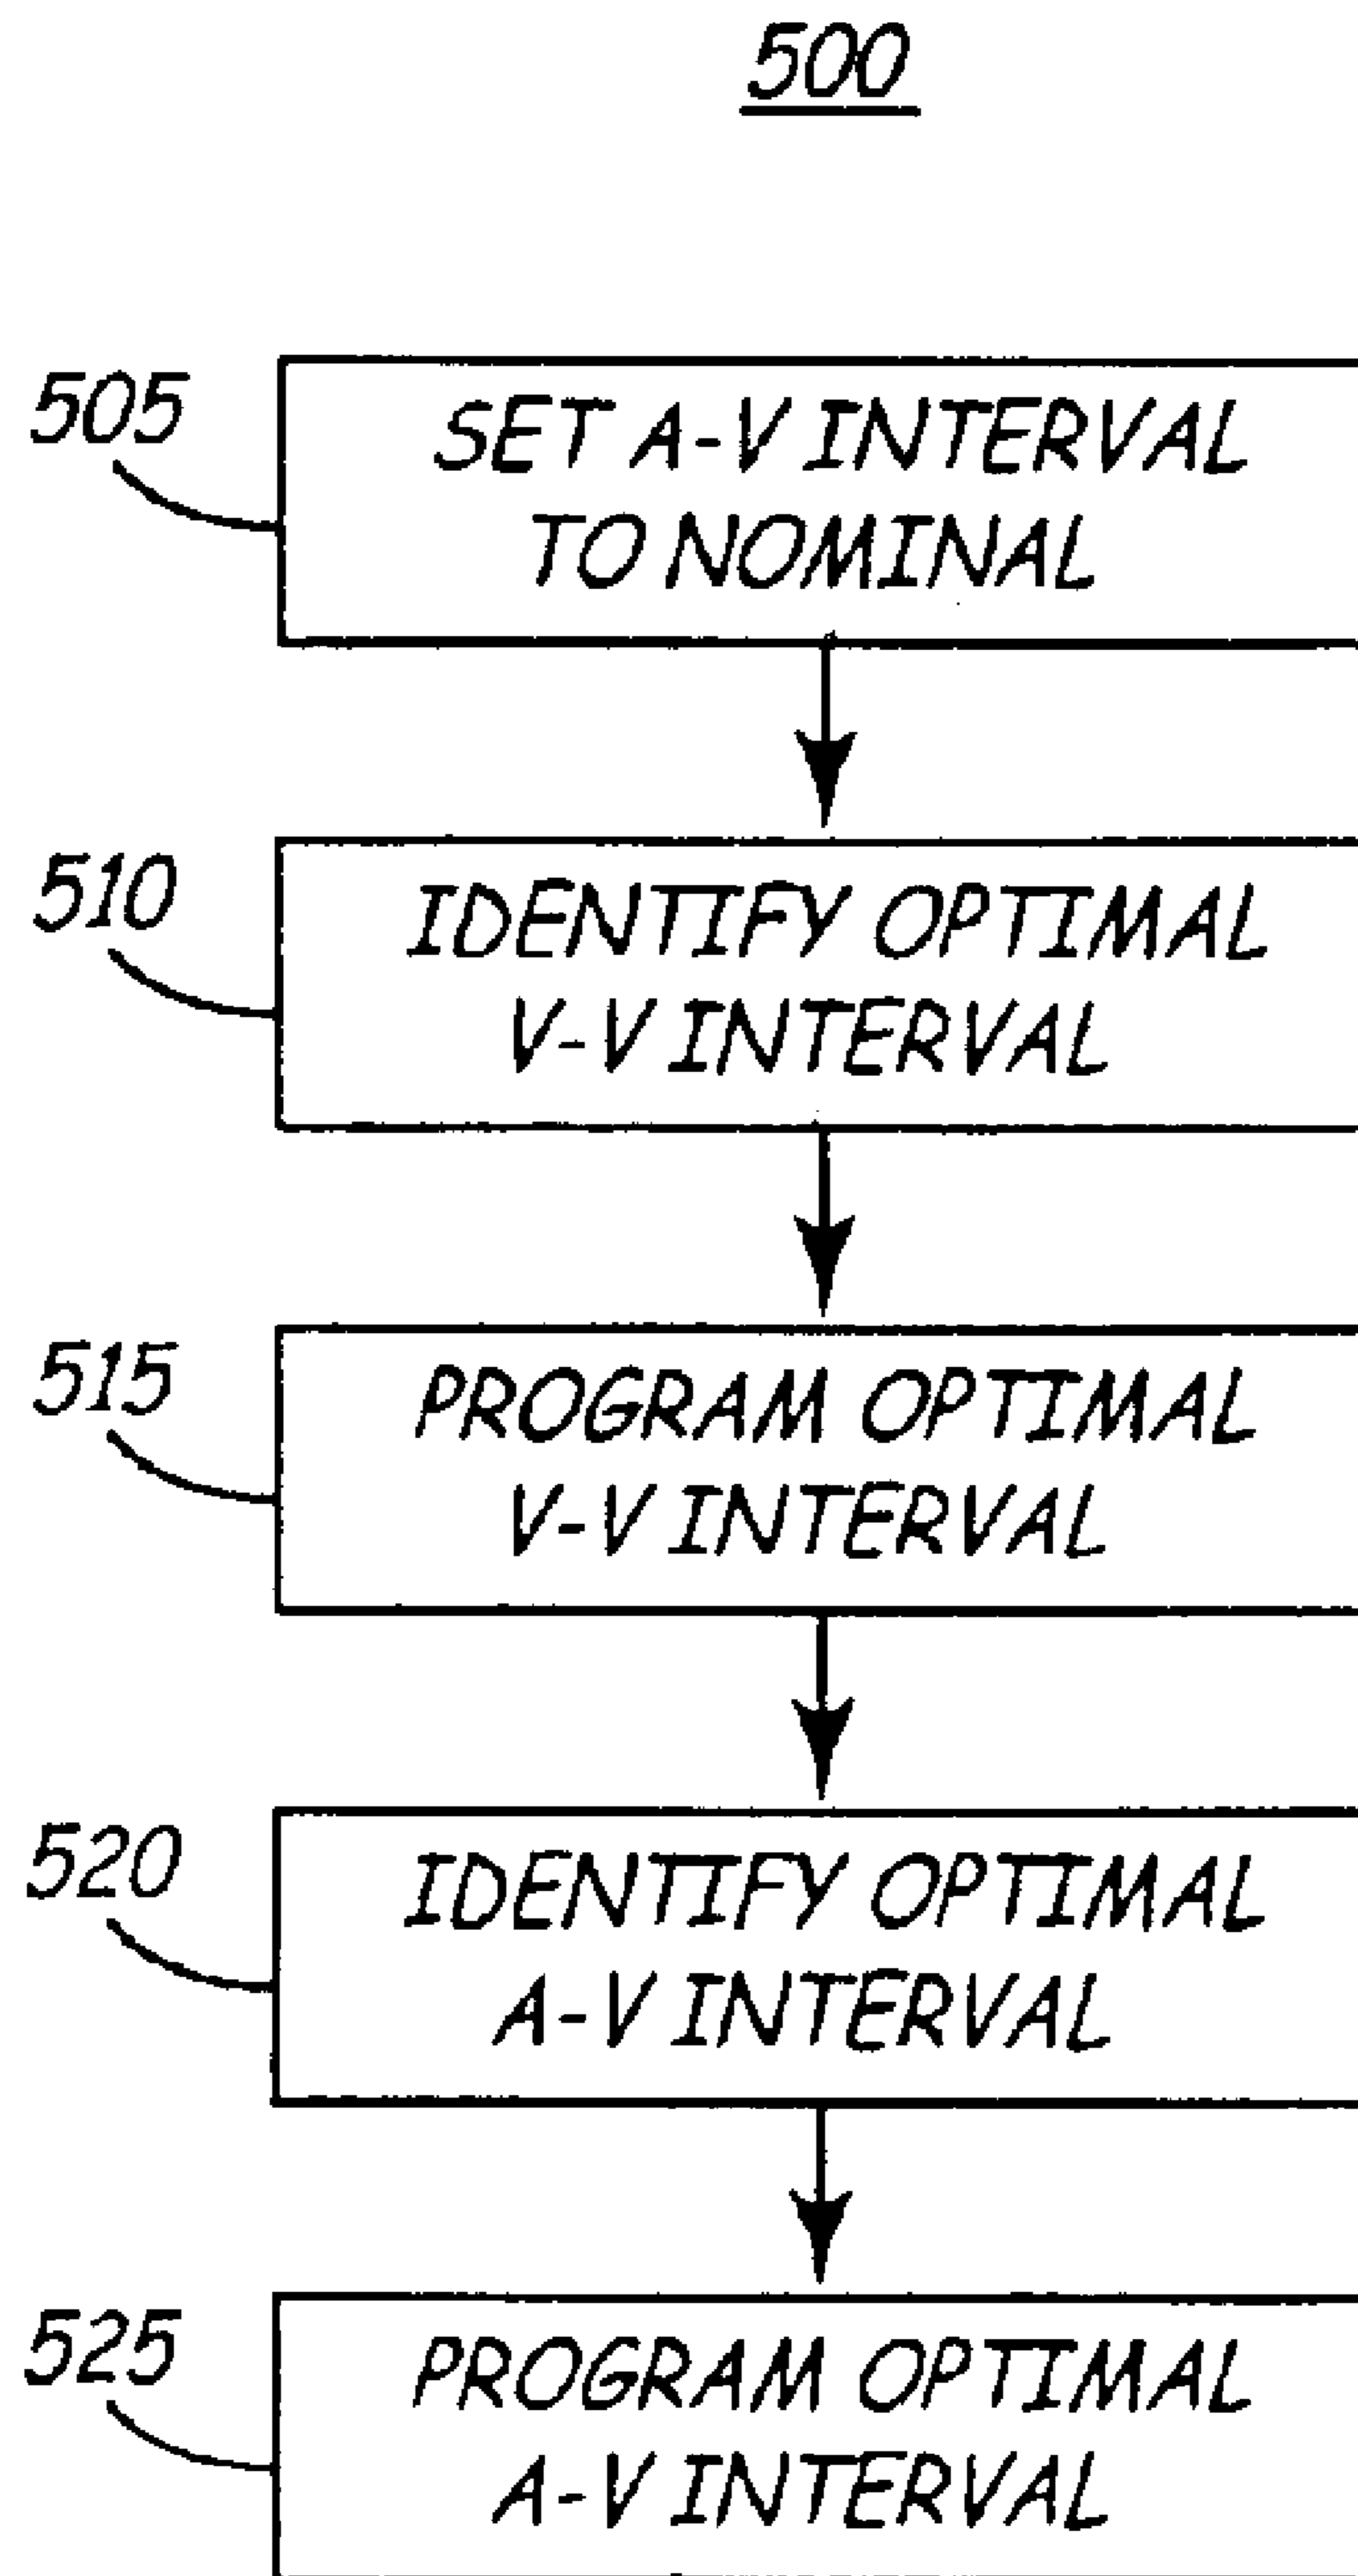 500
505
SET A-V INTERVAL
TO NOMINAL
510
IDENTIFY OPTIMAL
V-V INTERVAL
515
PROGRAM OPTIMAL
V-V INTERVAL
520
IDENTIFY OPTIMAL
A-V INTERVAL
525
PROGRAM OPTIMAL
A-V INTERVAL